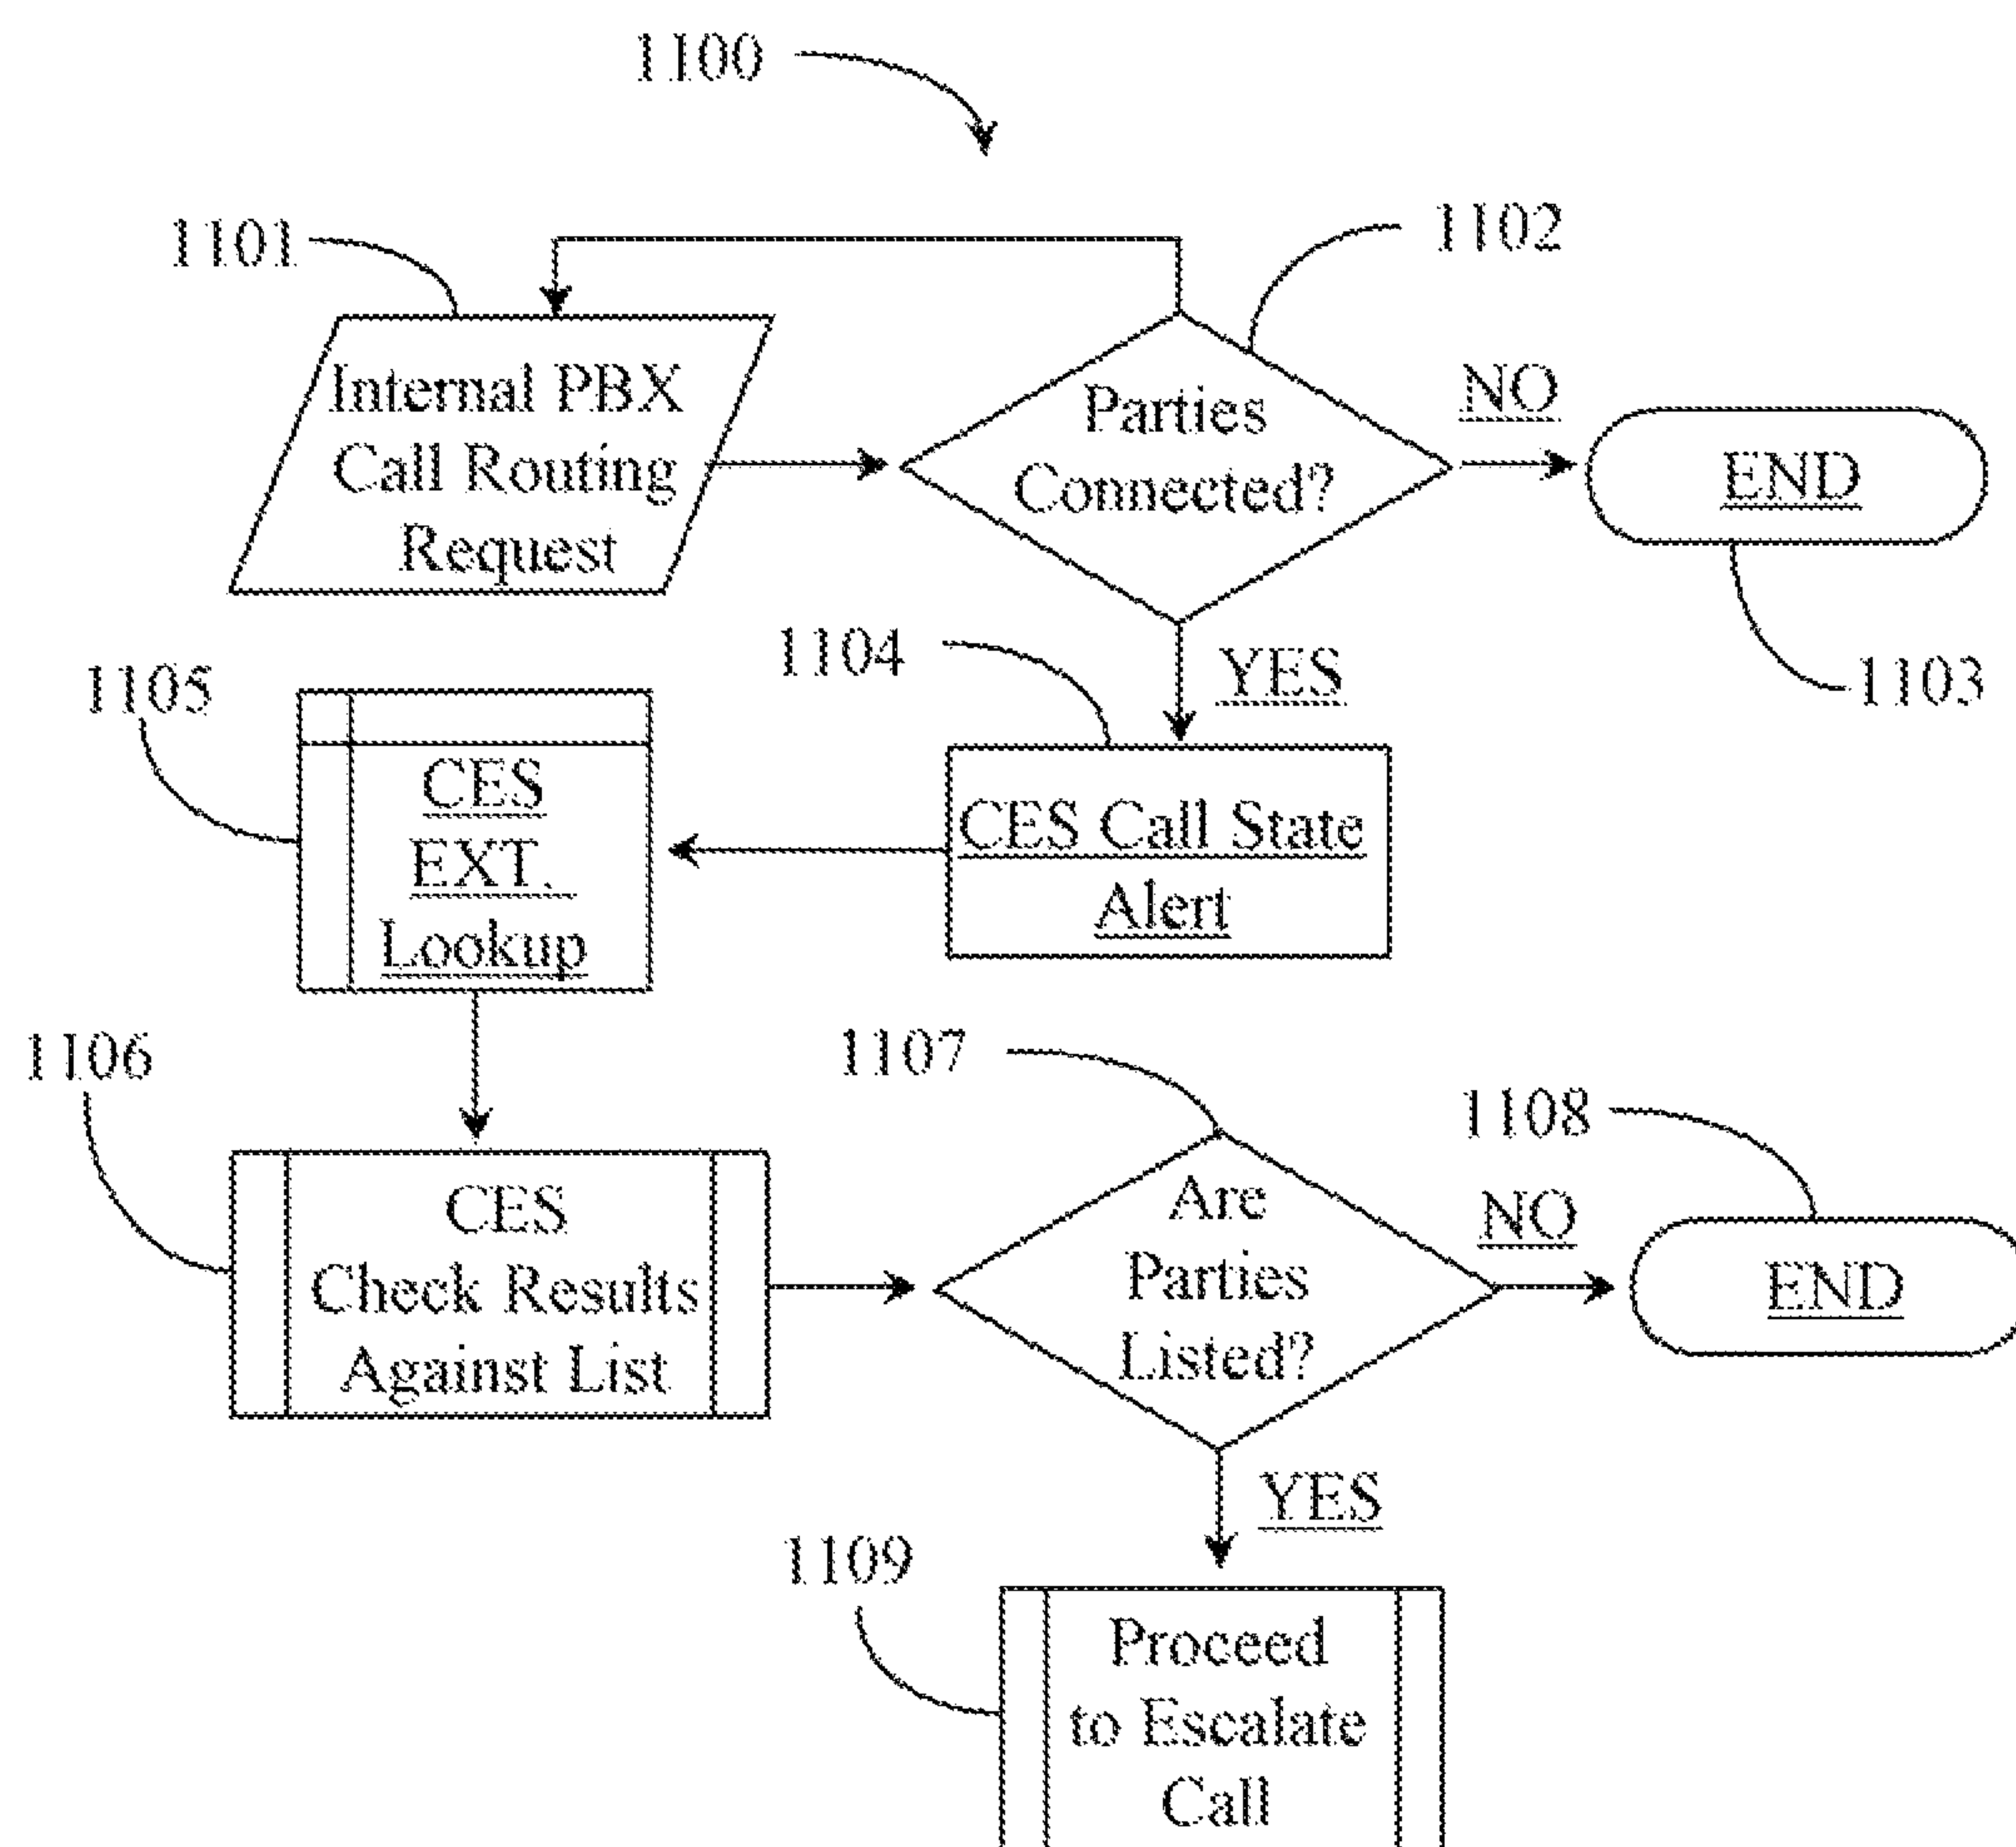 1100
1101
1102
Internal PBX
Call Routing
Request
Parties
Connected?
NO
END
1103
1104
YES
1105
CES
EXT.
Lookup
CES Call State
Alert
1106
CES
Check Results
Against List
1107
Are
Parties
Listed?
1108
NO
END
YES
1109
Proceed
to Escalate
Call